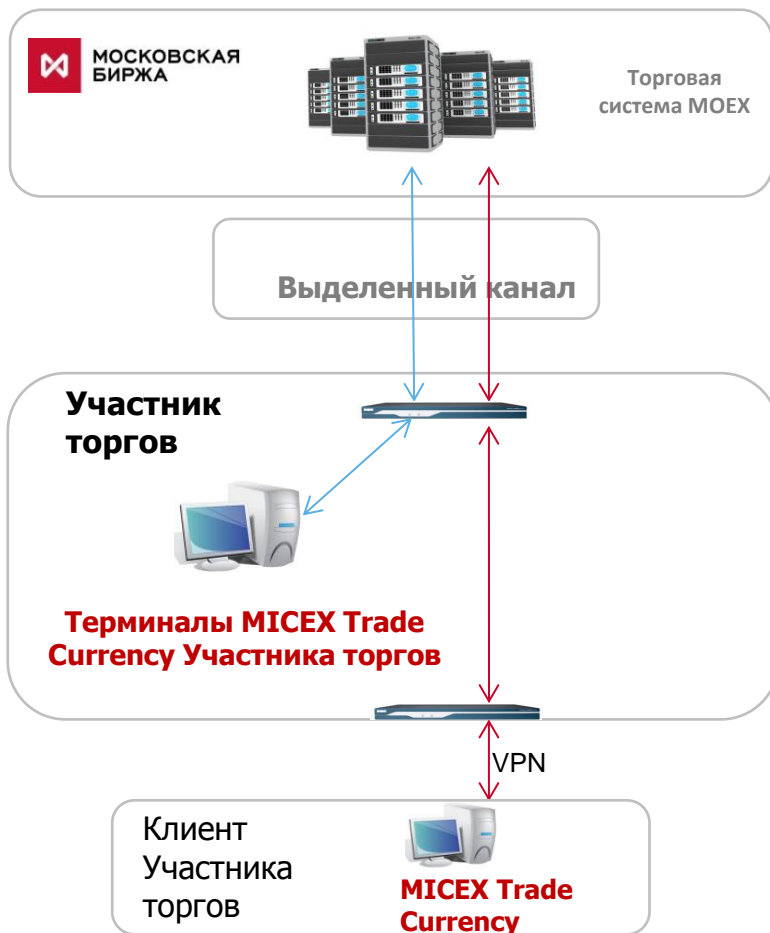 МОСКОВСКАЯ
БИРЖА
Торговая
система MOEX
Выделенный канал
Участник
торгов
Терминалы MICEX Trade
Currency Участника торгов
VPN
Клиент
Участника
торгов
MICEX Trade
Currency